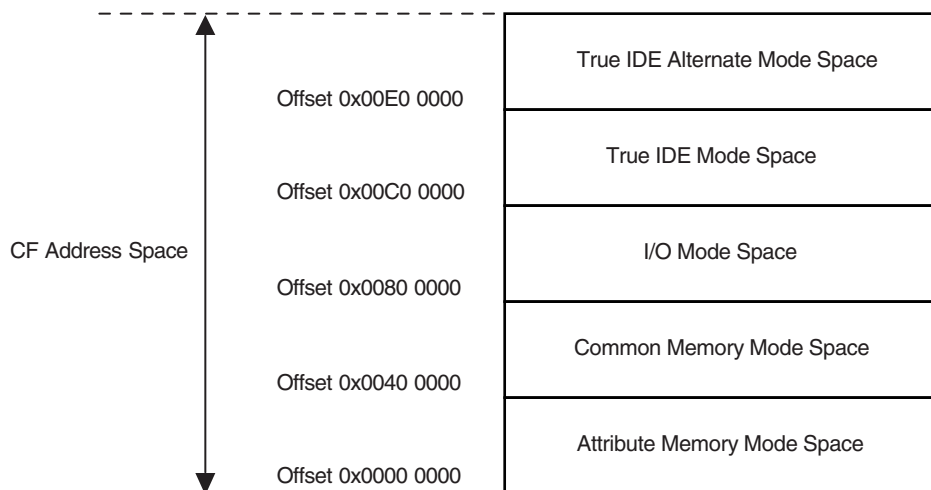 True IDE Alternate Mode Space
Offset 0x00E0 0000
True IDE Mode Space
Offset 0x00C0 0000
CF Address Space
I/O Mode Space
Offset 0x0080 0000
Common Memory Mode Space
Offset 0x0040 0000
Attribute Memory Mode Space
Offset 0x0000 0000